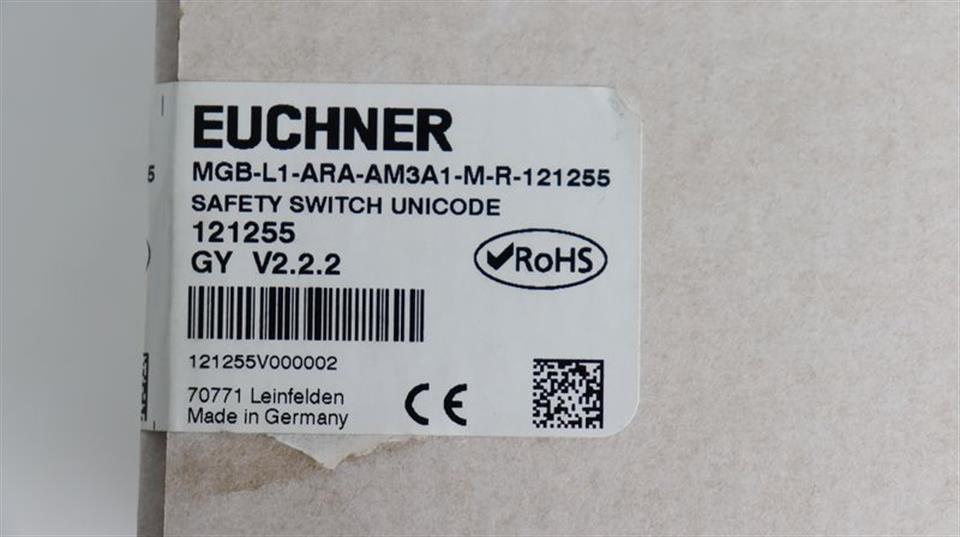 EUCHNER
MGB-L1-ARA-AM3A1-M-R-121255
SAFETY SWITCH UNICODE
121255
GY V2.2.2
✓RoHS
121255V000002
70771 Leinfelden
Made in Germany
CE
5